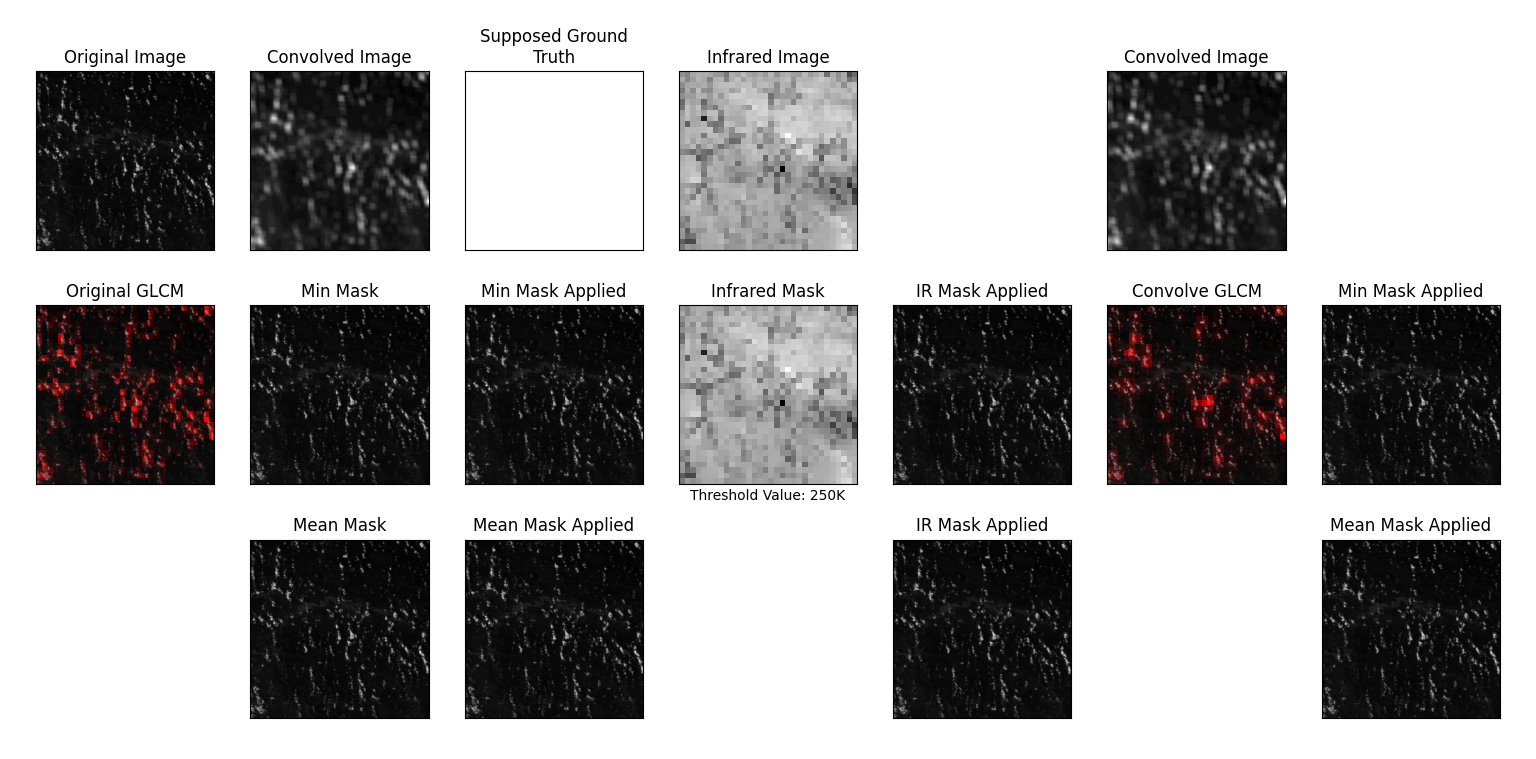 Original Image
Convolved Image
Supposed Ground
Truth
Infrared Image
Convolved Image
Original GLCM
Min Mask
Min Mask Applied
Infrared Mask
IR Mask Applied
Convolve GLCM
Min Mask Applied
Threshold Value: 250K
Mean Mask
Mean Mask Applied
IR Mask Applied
Mean Mask Applied